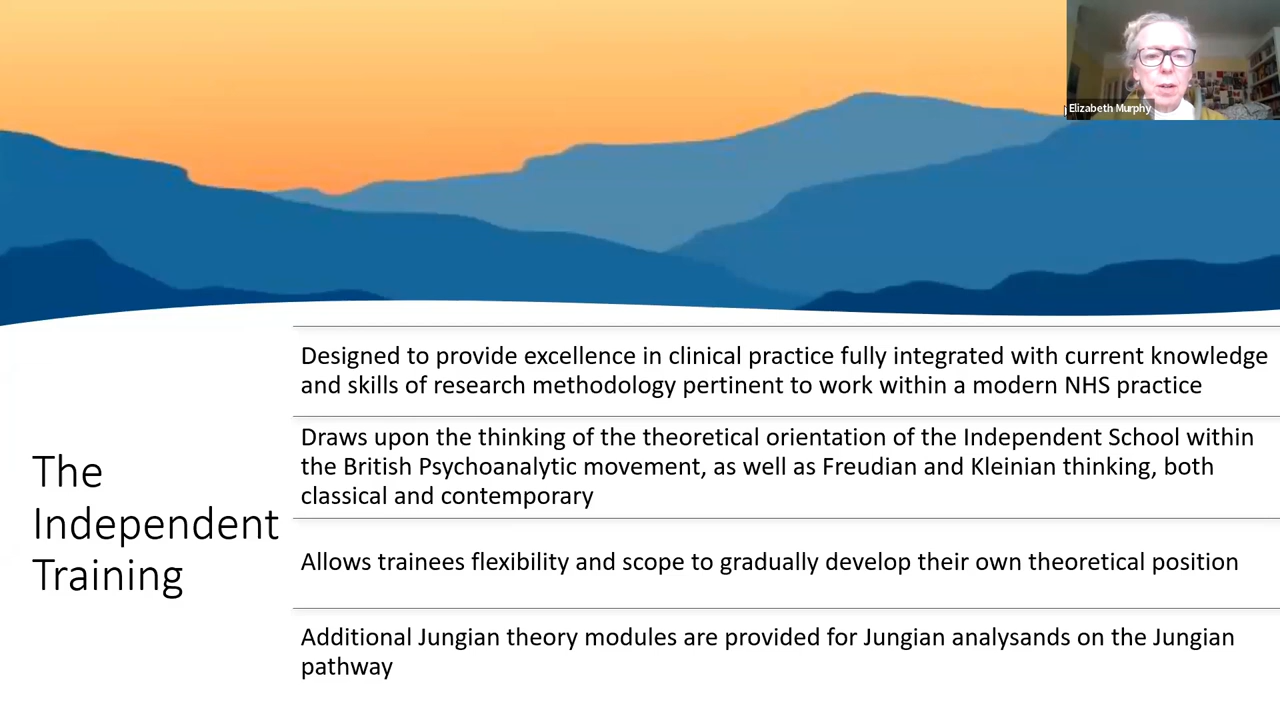 Elizabeth Murphy
The
Independent
Training
Designed to provide excellence in clinical practice fully integrated with current knowledge
and skills of research methodology pertinent to work within a modern NHS practice
Draws upon the thinking of the theoretical orientation of the Independent School within
the British Psychoanalytic movement, as well as Freudian and Kleinian thinking, both
classical and contemporary
Allows trainees flexibility and scope to gradually develop their own theoretical position
Additional Jungian theory modules are provided for Jungian analysands on the Jungian
pathway